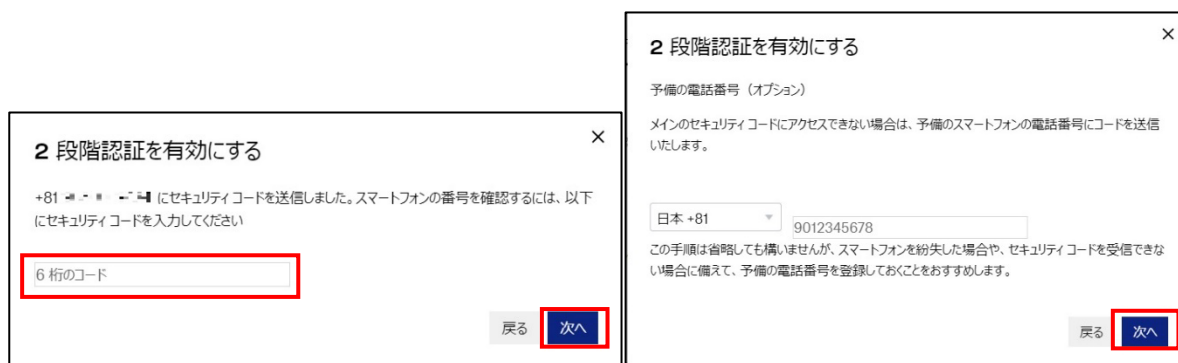 2 段階認証を有効にする
×
+81 にセキュリティ コードを送信しました。スマートフォンの番号を確認するには、以下
にセキュリティ コードを入力してください
6 桁のコード
戻る
次へ
2 段階認証を有効にする
×
予備の電話番号（オプション）
メインのセキュリティ コードにアクセスできない場合は、予備のスマートフォンの電話番号にコードを送信
いたします。
日本 +81
9012345678
この手順は省略しても構いませんが、スマートフォンを紛失した場合や、セキュリティ コードを受信できな
い場合に備えて、予備の電話番号を登録しておくことをおすすめします。
戻る
次へ